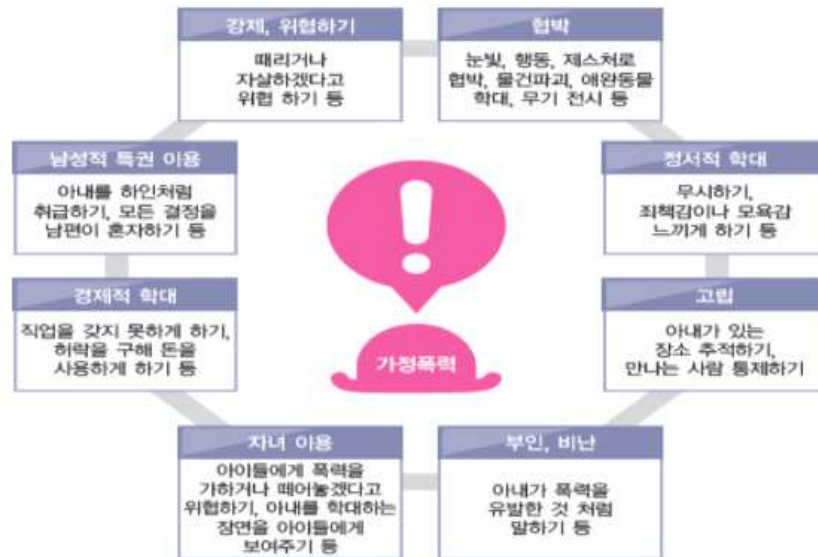 강제, 위협하기
때리거나
자살하겠다고
위협 하기 등
협박
눈빛, 행동, 제스처로
협박, 물건파괴, 애완동물
학대, 무기 전시 등
남성적 특권 이용
아내를 하인처럼
취급하기, 모든 결정을
남편이 혼자하기 등
정서적 학대
무시하기,
죄책감이나 모욕감
느끼게 하기 등
경제적 학대
직업을 갖지 못하게 하기,
허락을 구해 돈을
사용하게 하기 등
고립
아내가 있는
장소 추적하기,
만나는 사람 통제하기
가정폭력
자녀 이용
아이들에게 폭력을
가하거나 떼어놓겠다고
위협하기, 아내를 학대하는
장면을 아이들에게
보여주기 등
부인, 비난
아내가 폭력을
유발한 것 처럼
말하기 등